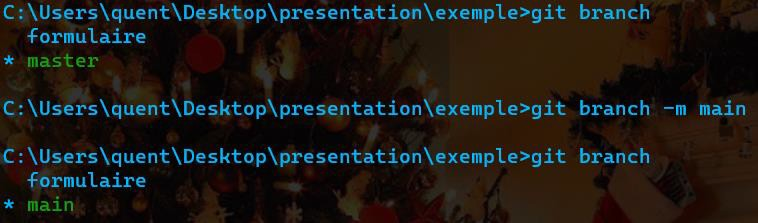 C:\Users\quent\Desktop\presentation\exemple>git branch
  formulaire
* master
C:\Users\quent\Desktop\presentation\exemple>git branch -m main
C:\Users\quent\Desktop\presentation\exemple>git branch
  formulaire
* main